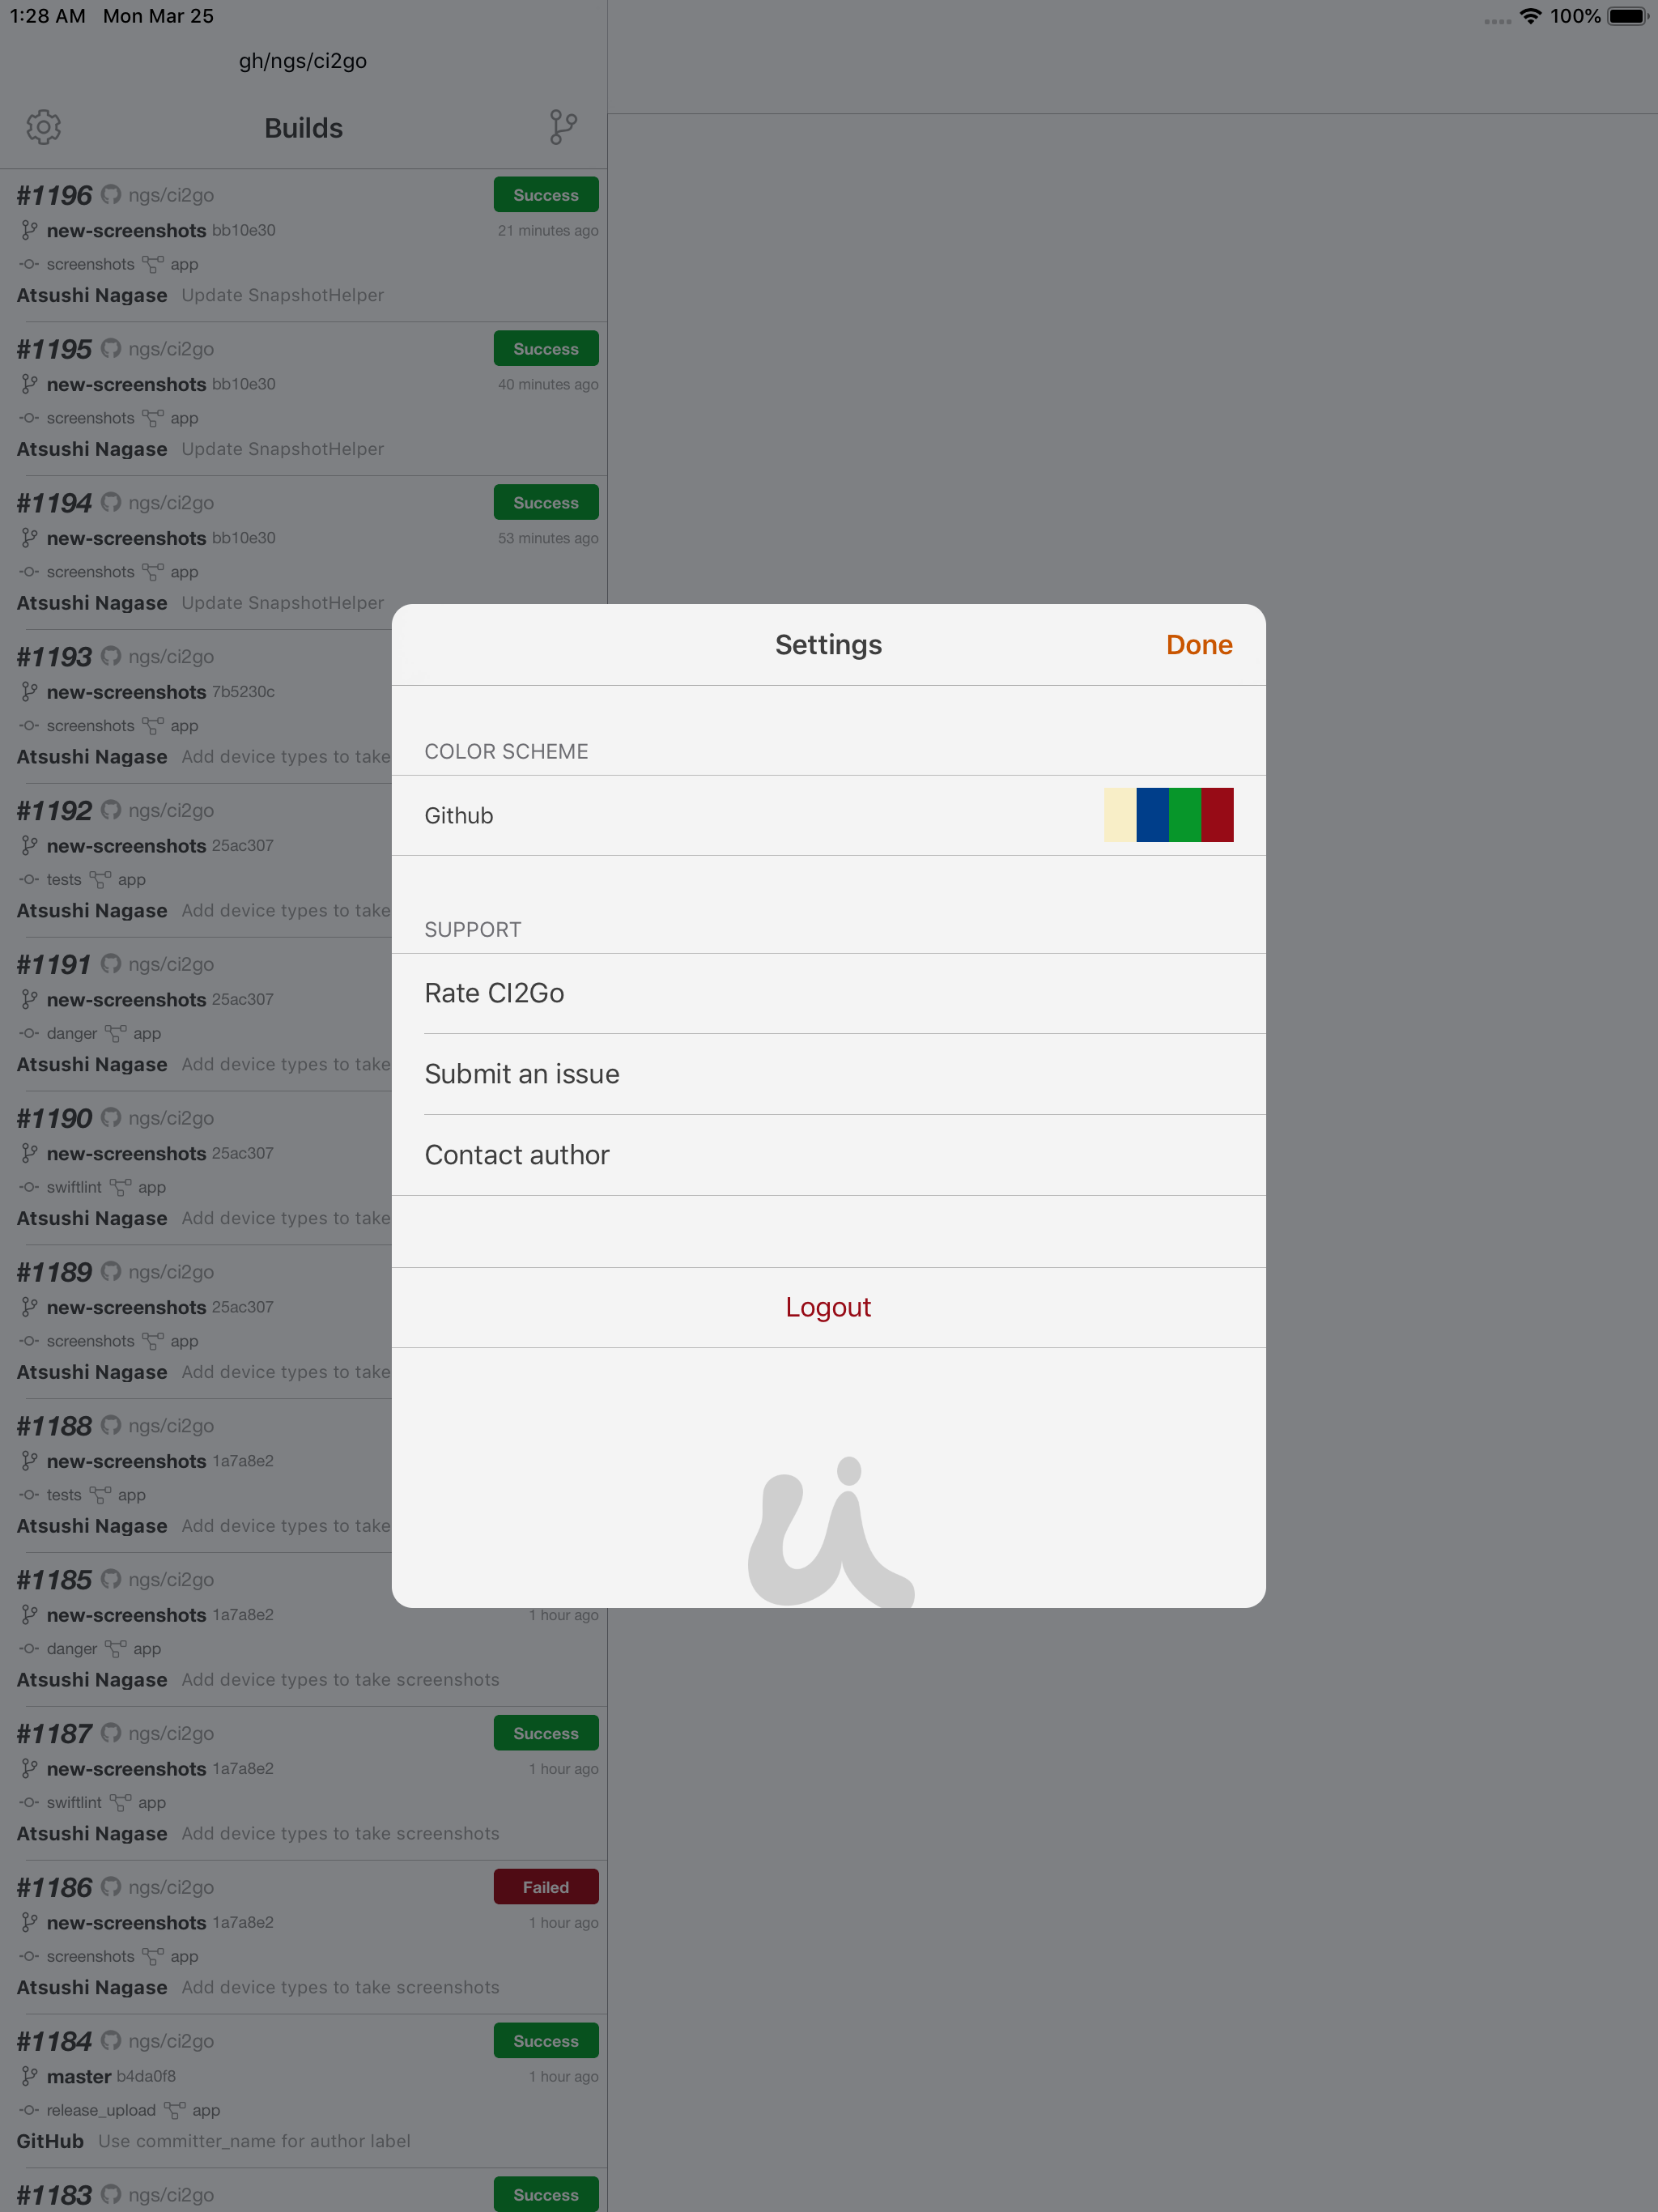 1:28 AM Mon Mar 25
100%
gh/ngs/ci2go
Builds
#1196 ngs/ci2go Success
new-screenshots bb10e30 21 minutes ago
screenshots app
Atsushi Nagase Update SnapshotHelper
#1195 ngs/ci2go Success
new-screenshots bb10e30 40 minutes ago
screenshots app
Atsushi Nagase Update SnapshotHelper
#1194 ngs/ci2go Success
new-screenshots bb10e30 53 minutes ago
screenshots app
Atsushi Nagase Update SnapshotHelper
#1193 ngs/ci2go
new-screenshots 7b5230c
screenshots app
Atsushi Nagase Add device types to take
#1192 ngs/ci2go
new-screenshots 25ac307
tests app
Atsushi Nagase Add device types to take
#1191 ngs/ci2go
new-screenshots 25ac307
danger app
Atsushi Nagase Add device types to take
#1190 ngs/ci2go
new-screenshots 25ac307
swiftlint app
Atsushi Nagase Add device types to take
#1189 ngs/ci2go
new-screenshots 25ac307
screenshots app
Atsushi Nagase Add device types to take
#1188 ngs/ci2go
new-screenshots 1a7a8e2
tests app
Atsushi Nagase Add device types to take
#1185 ngs/ci2go
new-screenshots 1a7a8e2 1 hour ago
danger app
Atsushi Nagase Add device types to take screenshots
#1187 ngs/ci2go Success
new-screenshots 1a7a8e2 1 hour ago
swiftlint app
Atsushi Nagase Add device types to take screenshots
#1186 ngs/ci2go Failed
new-screenshots 1a7a8e2 1 hour ago
screenshots app
Atsushi Nagase Add device types to take screenshots
#1184 ngs/ci2go Success
master b4da0f8 1 hour ago
release_upload app
GitHub Use committer_name for author label
#1183 ngs/ci2go Success
Settings Done
COLOR SCHEME
Github
SUPPORT
Rate CI2Go
Submit an issue
Contact author
Logout